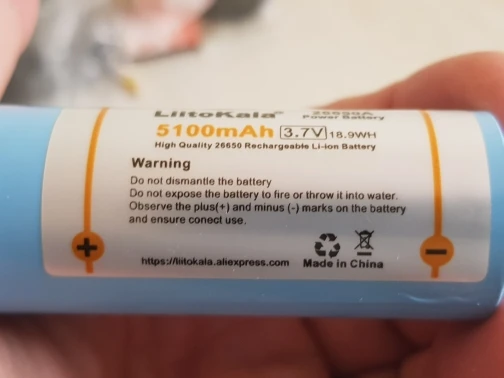 LiitoKala
26650A
Power Battery
5100mAh 3.7V 18.9WH
High Quality 26650 Rechargeable Li-ion Battery
Warning
Do not dismantle the battery
Do not expose the battery to fire or throw it into water.
Observe the plus(+) and minus (-) marks on the battery
and ensure conect use.
+
−
https://liitokala.aliexpress.com Made in China